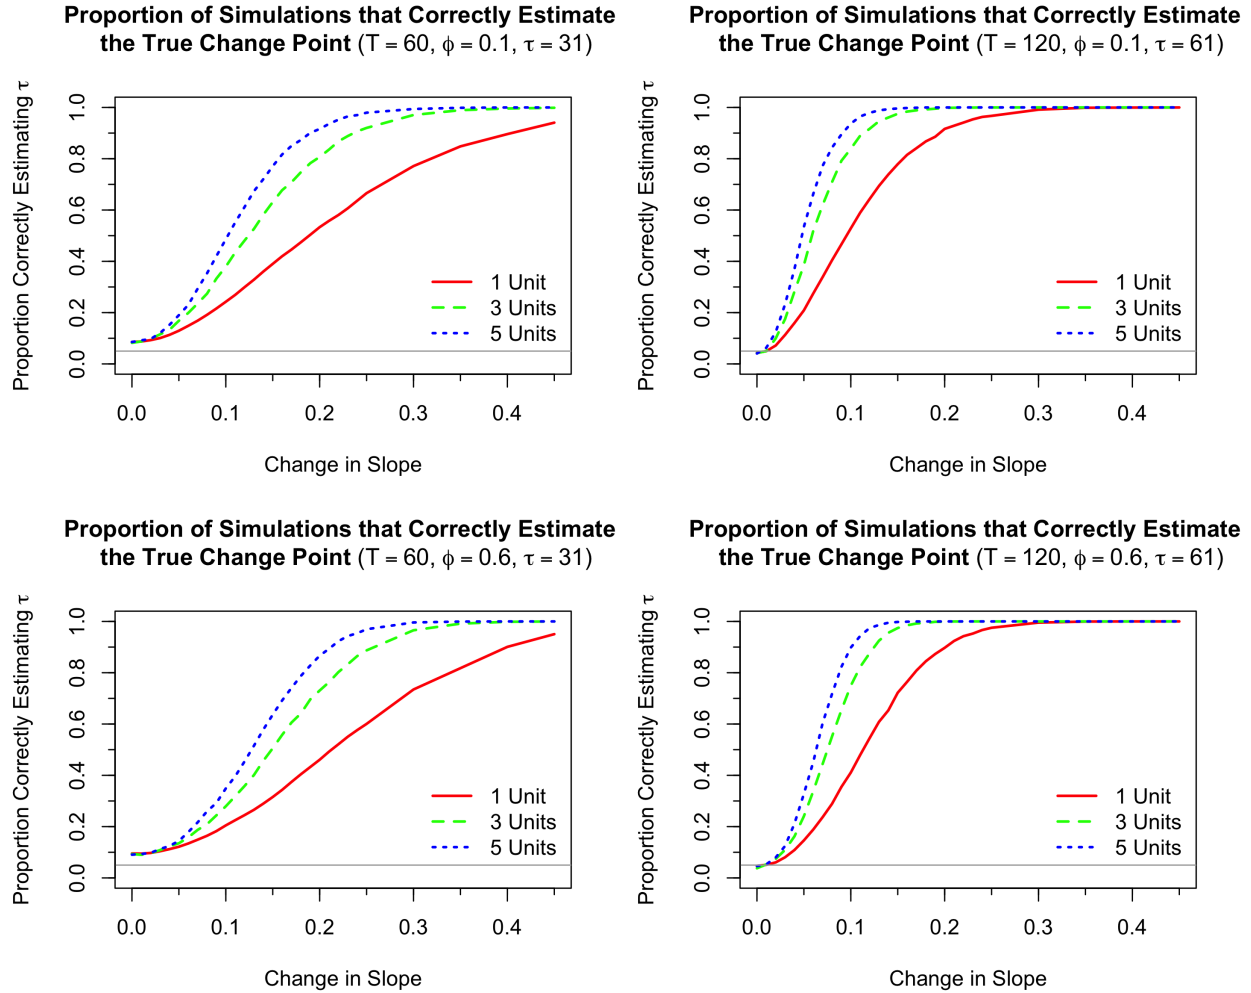 Proportion of Simulations that Correctly Estimate
the True Change Point (T = 60, ϕ = 0.1, τ = 31)
Proportion Correctly Estimating τ
1.0
0.8
0.6
0.4
0.2
0.0
1 Unit
3 Units
5 Units
0.0 0.1 0.2 0.3 0.4
Change in Slope
Proportion of Simulations that Correctly Estimate
the True Change Point (T = 120, ϕ = 0.1, τ = 61)
Proportion Correctly Estimating τ
1.0
0.8
0.6
0.4
0.2
0.0
1 Unit
3 Units
5 Units
0.0 0.1 0.2 0.3 0.4
Change in Slope
Proportion of Simulations that Correctly Estimate
the True Change Point (T = 60, ϕ = 0.6, τ = 31)
Proportion Correctly Estimating τ
1.0
0.8
0.6
0.4
0.2
0.0
1 Unit
3 Units
5 Units
0.0 0.1 0.2 0.3 0.4
Change in Slope
Proportion of Simulations that Correctly Estimate
the True Change Point (T = 120, ϕ = 0.6, τ = 61)
Proportion Correctly Estimating τ
1.0
0.8
0.6
0.4
0.2
0.0
1 Unit
3 Units
5 Units
0.0 0.1 0.2 0.3 0.4
Change in Slope